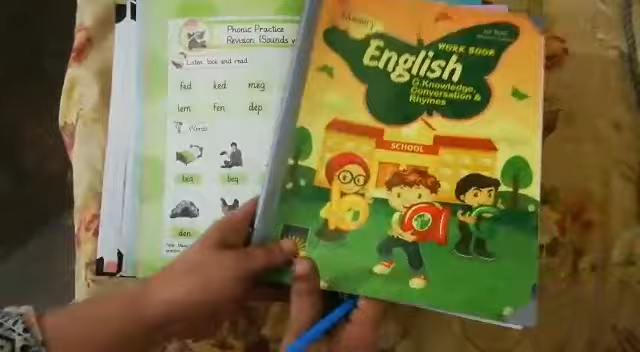 Phonic Practice
Revision (Sounds
Listen, look and read
fed ked meg
lem fen dep
Words
bed beg
den
WORK BOOK
English
G. Knowledge,
Conversation &
Rhymes
SCHOOL